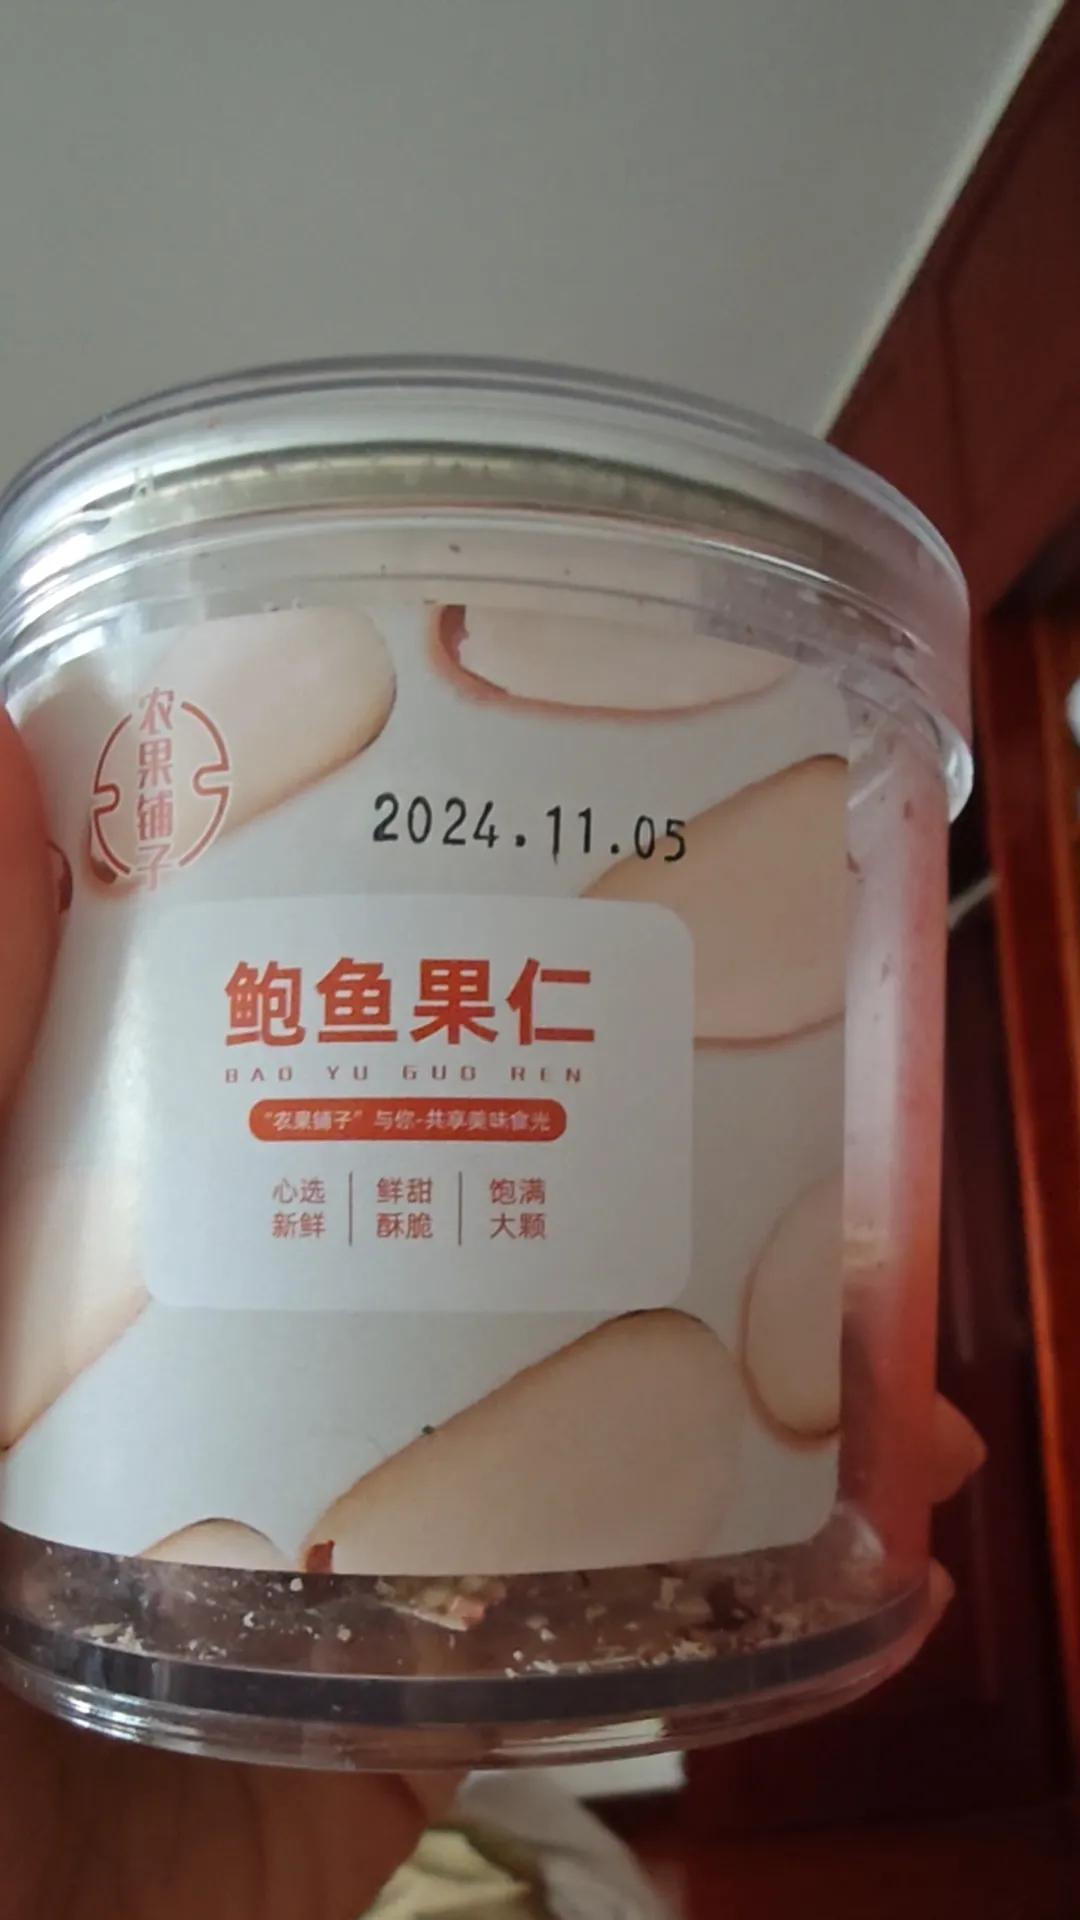 农果铺子
2024.11.05
鲍鱼果仁
BAO YU GUO REN
“农果铺子”与你-共享美味食光
心选 鲜甜 饱满
新鲜 酥脆 大颗